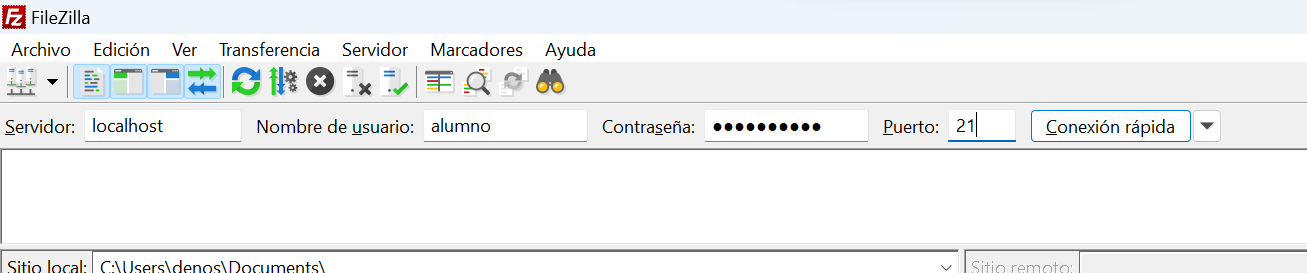 FileZilla
Archivo Edición Ver Transferencia Servidor Marcadores Ayuda
Servidor: localhost Nombre de usuario: alumno Contraseña: ●●●●●●●●●● Puerto: 21 Conexión rápida
Sitio local: C:\Users\denos\Documents\ Sitio remoto: